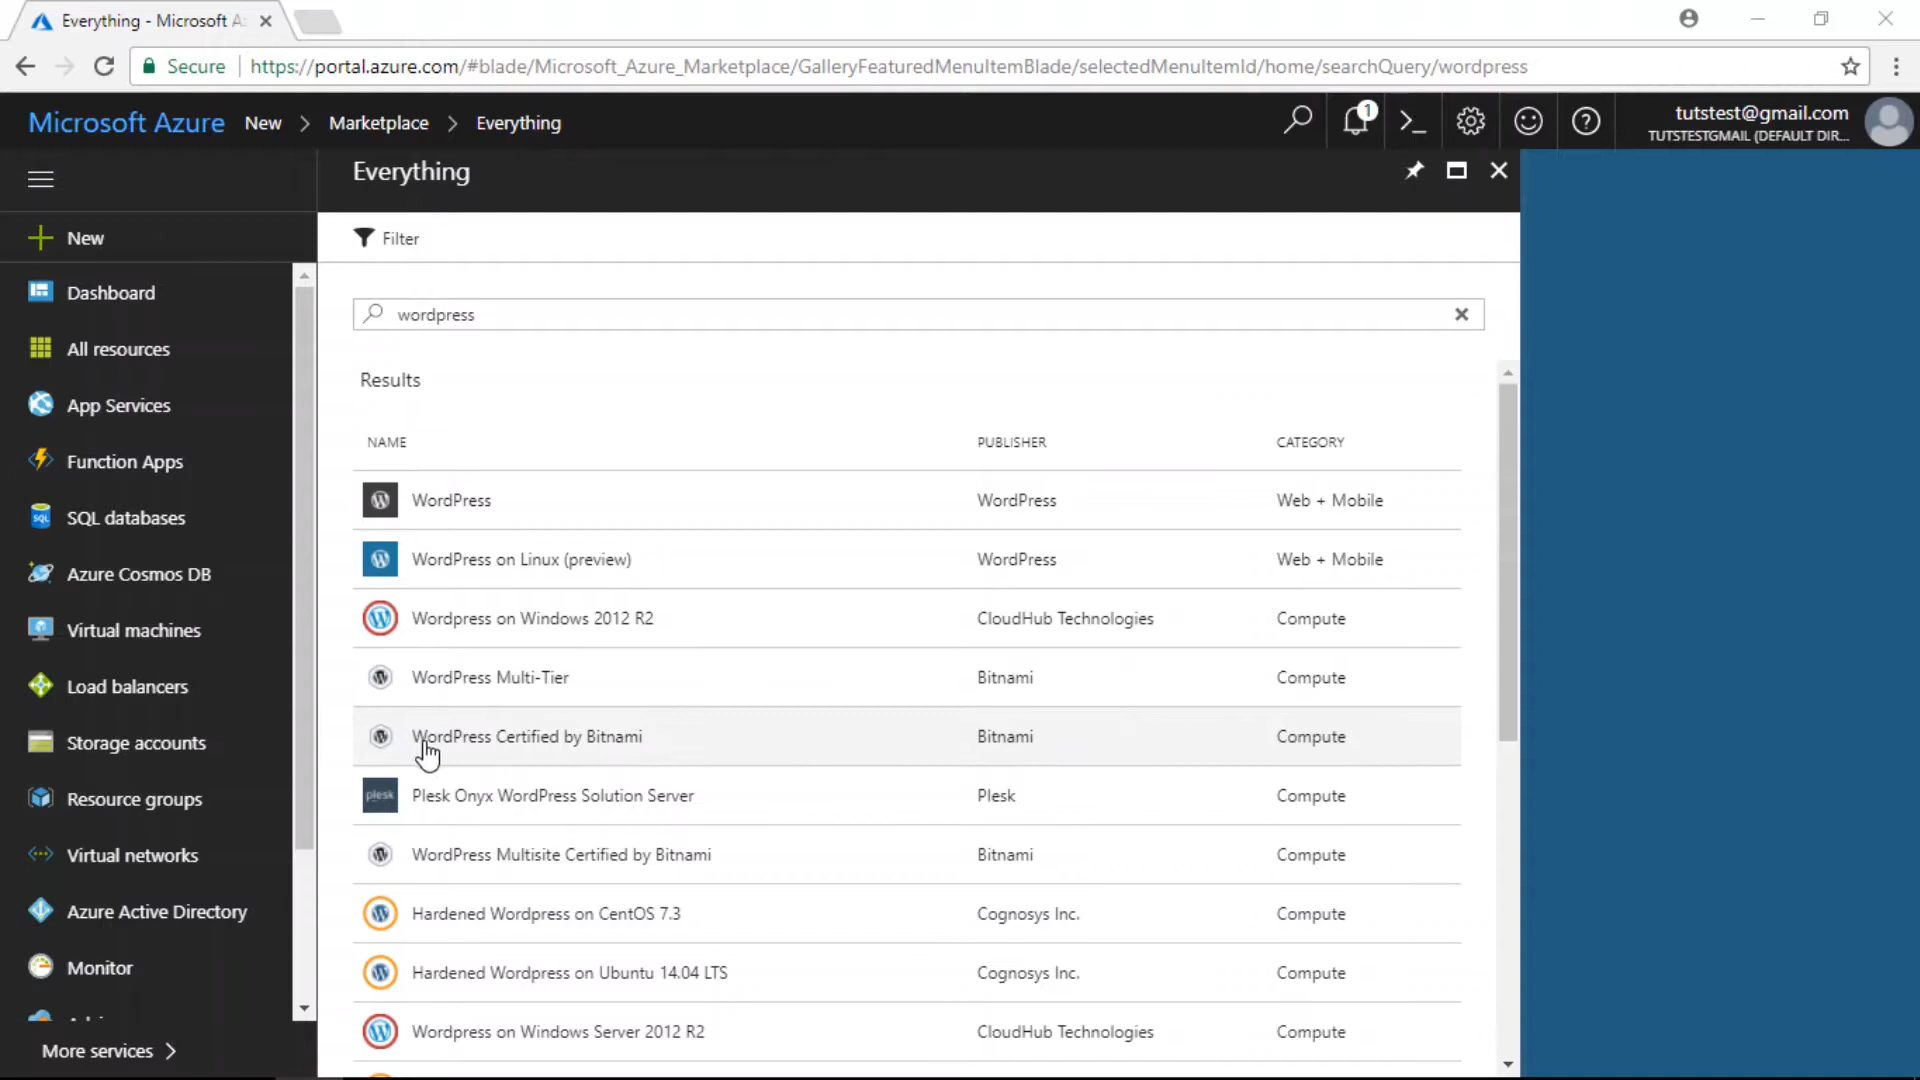 Everything - Microsoft A
Secure
https://portal.azure.com/#blade/Microsoft_Azure_Marketplace/GalleryFeaturedMenuItemBlade/selectedMenuItemId/home/searchQuery/wordpress
Microsoft Azure New > Marketplace > Everything
1
tutstest@gmail.com
TUTSTESTGMAIL (DEFAULT DIR...
Everything
New
Filter
Dashboard
wordpress
All resources
Results
App Services
NAME PUBLISHER CATEGORY
Function Apps
WordPress WordPress Web + Mobile
SQL databases
WordPress on Linux (preview) WordPress Web + Mobile
Azure Cosmos DB
Wordpress on Windows 2012 R2 CloudHub Technologies Compute
Virtual machines
WordPress Multi-Tier Bitnami Compute
Load balancers
WordPress Certified by Bitnami Bitnami Compute
Storage accounts
plesk Plesk Onyx WordPress Solution Server Plesk Compute
Resource groups
WordPress Multisite Certified by Bitnami Bitnami Compute
Virtual networks
Hardened Wordpress on CentOS 7.3 Cognosys Inc. Compute
Azure Active Directory
Hardened Wordpress on Ubuntu 14.04 LTS Cognosys Inc. Compute
Monitor
Wordpress on Windows Server 2012 R2 CloudHub Technologies Compute
More services >